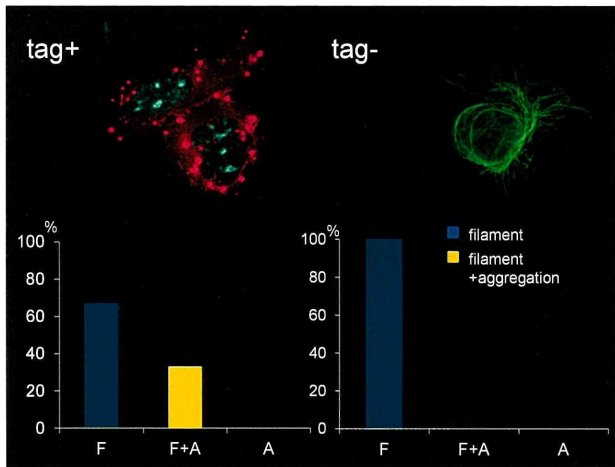 tag+
tag-
%
100
80
60
40
20
0
F
F+A
A
%
100
80
60
40
20
0
F
F+A
A
filament
filament
+aggregation